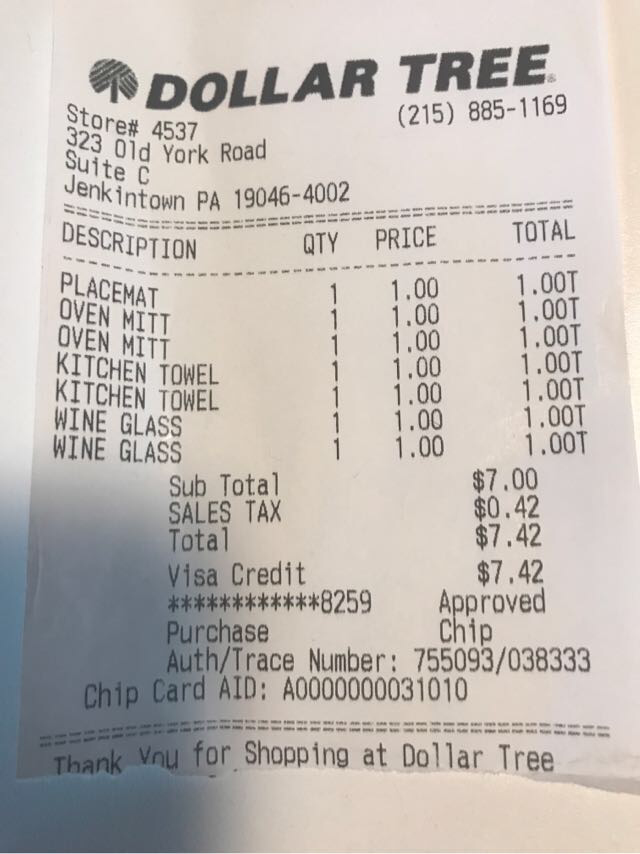 DOLLAR TREE®
Store# 4537 (215) 885-1169
323 Old York Road
Suite C
Jenkintown PA 19046-4002
DESCRIPTION QTY PRICE TOTAL
PLACEMAT 1 1.00 1.00T
OVEN MITT 1 1.00 1.00T
OVEN MITT 1 1.00 1.00T
KITCHEN TOWEL 1 1.00 1.00T
KITCHEN TOWEL 1 1.00 1.00T
WINE GLASS 1 1.00 1.00T
WINE GLASS 1 1.00 1.00T
Sub Total $7.00
SALES TAX $0.42
Total $7.42
Visa Credit $7.42
************8259 Approved
Purchase Chip
Auth/Trace Number: 755093/038333
Chip Card AID: A0000000031010
Thank You for Shopping at Dollar Tree